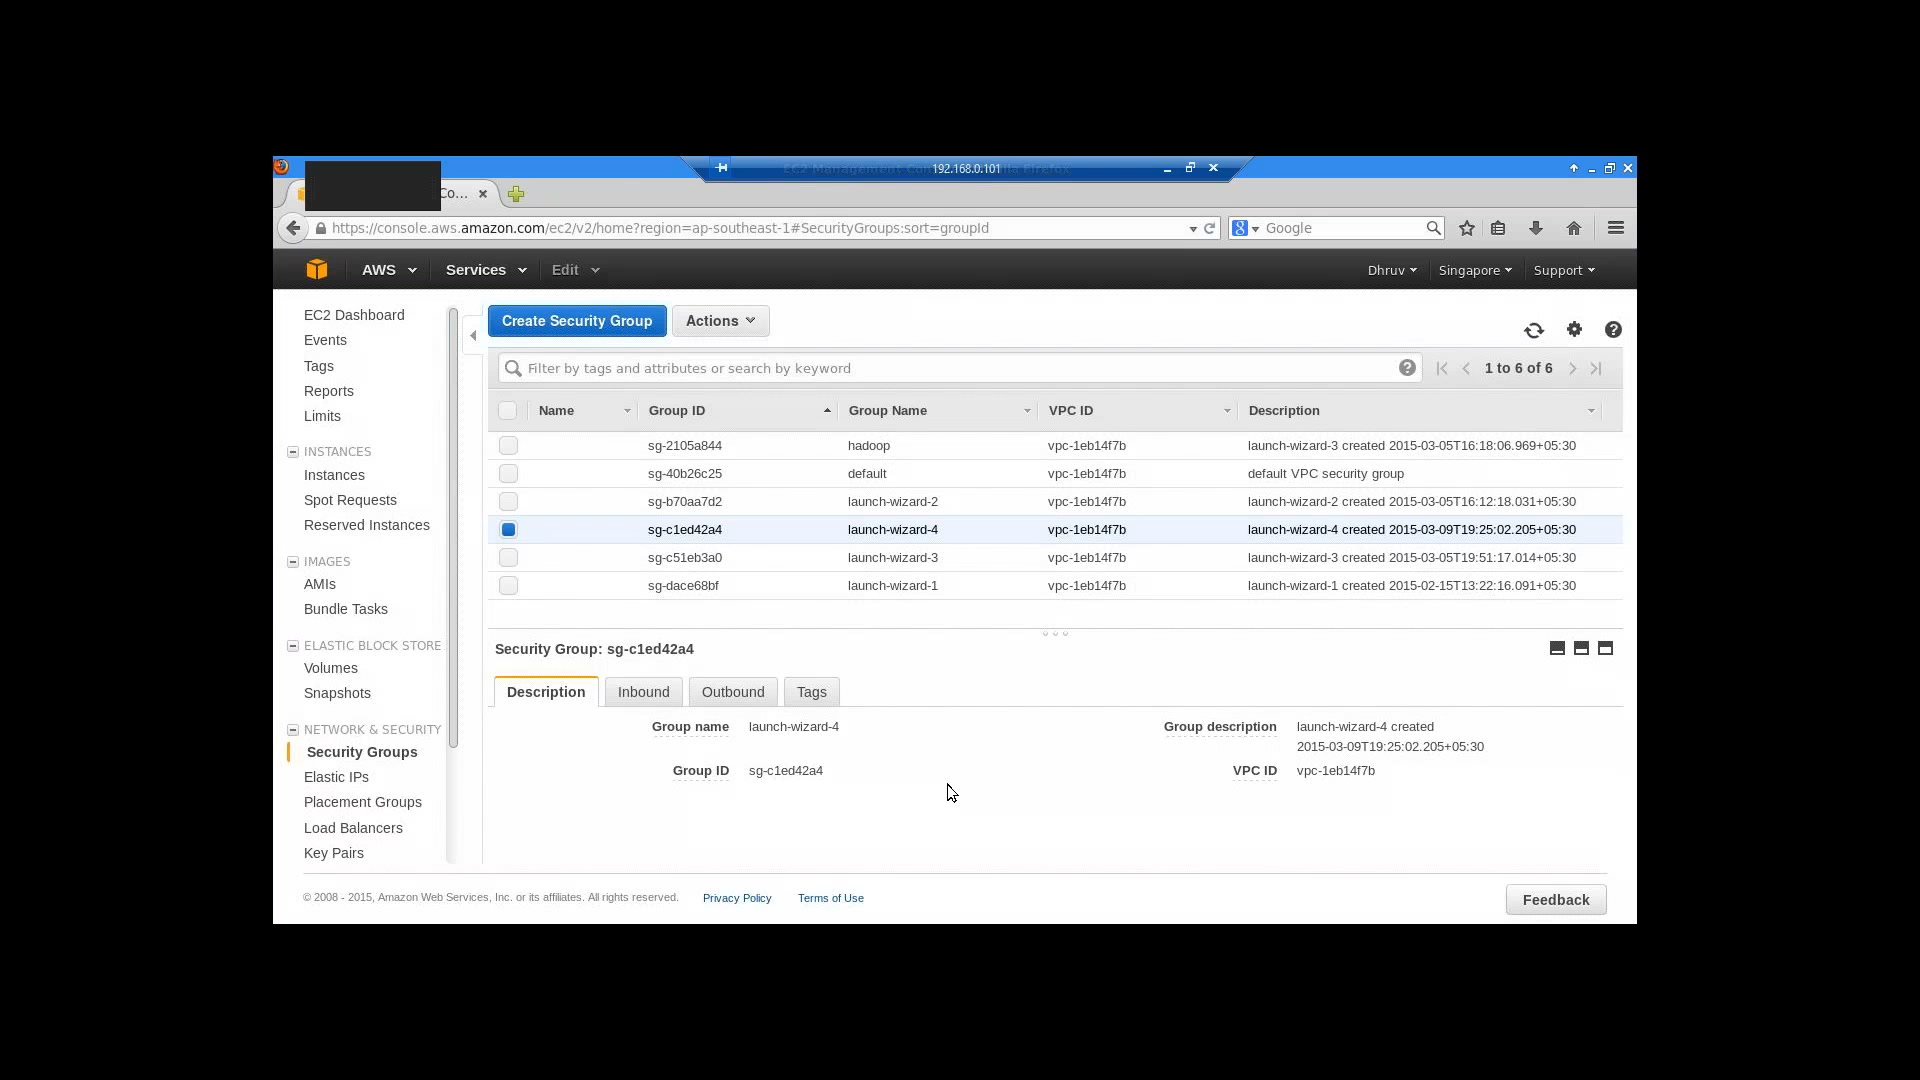 192.168.0.101
Co...
https://console.aws.amazon.com/ec2/v2/home?region=ap-southeast-1#SecurityGroups:sort=groupId
Google
AWS Services Edit Dhruv Singapore Support
EC2 Dashboard
Events
Tags
Reports
Limits
INSTANCES
Instances
Spot Requests
Reserved Instances
IMAGES
AMIs
Bundle Tasks
ELASTIC BLOCK STORE
Volumes
Snapshots
NETWORK & SECURITY
Security Groups
Elastic IPs
Placement Groups
Load Balancers
Key Pairs
Create Security Group Actions
Filter by tags and attributes or search by keyword 1 to 6 of 6
Name Group ID Group Name VPC ID Description
sg-2105a844 hadoop vpc-1eb14f7b launch-wizard-3 created 2015-03-05T16:18:06.969+05:30
sg-40b26c25 default vpc-1eb14f7b default VPC security group
sg-b70aa7d2 launch-wizard-2 vpc-1eb14f7b launch-wizard-2 created 2015-03-05T16:12:18.031+05:30
sg-c1ed42a4 launch-wizard-4 vpc-1eb14f7b launch-wizard-4 created 2015-03-09T19:25:02.205+05:30
sg-c51eb3a0 launch-wizard-3 vpc-1eb14f7b launch-wizard-3 created 2015-03-05T19:51:17.014+05:30
sg-dace68bf launch-wizard-1 vpc-1eb14f7b launch-wizard-1 created 2015-02-15T13:22:16.091+05:30
Security Group: sg-c1ed42a4
Description Inbound Outbound Tags
Group name launch-wizard-4 Group description launch-wizard-4 created
2015-03-09T19:25:02.205+05:30
Group ID sg-c1ed42a4 VPC ID vpc-1eb14f7b
© 2008 - 2015, Amazon Web Services, Inc. or its affiliates. All rights reserved. Privacy Policy Terms of Use
Feedback